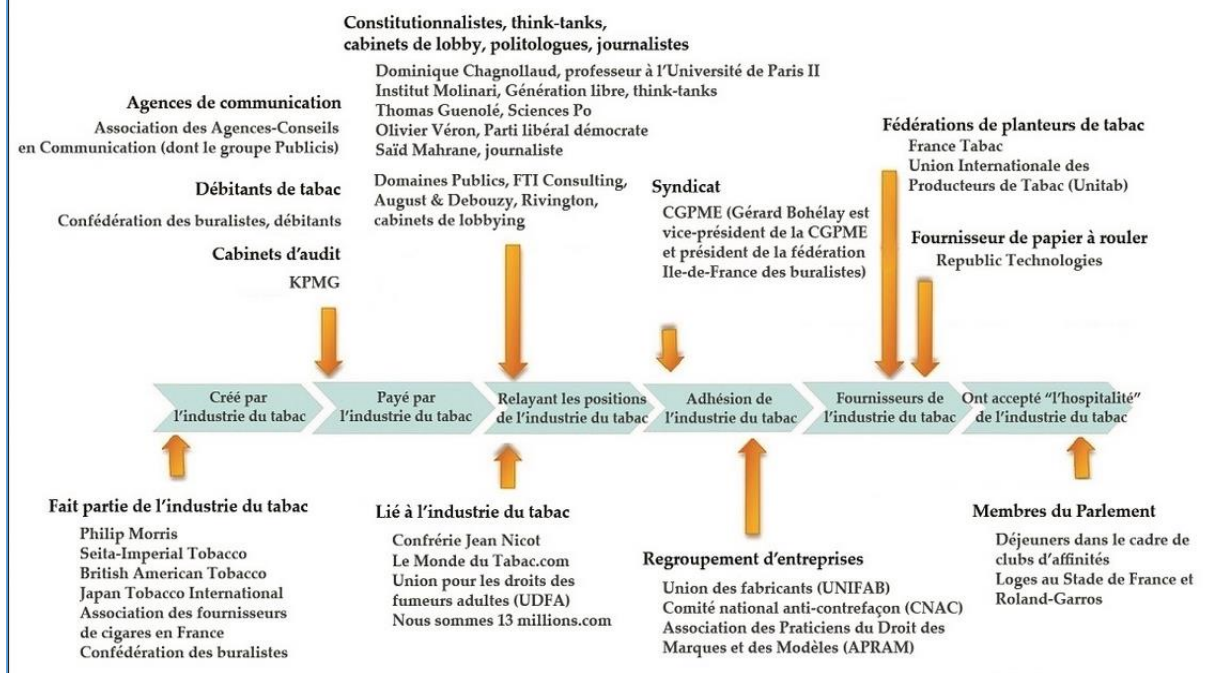 Constitutionnalistes, think-tanks,
cabinets de lobby, politologues, journalistes
Dominique Chagnollaud, professeur à l'Université de Paris II
Institut Molinari, Génération libre, think-tanks
Thomas Guenolé, Sciences Po
Olivier Véron, Parti libéral démocrate
Saïd Mahrane, journaliste
Domaines Publics, FTI Consulting,
August & Debouzy, Rivington,
cabinets de lobbying
Agences de communication
Association des Agences-Conseils
en Communication (dont le groupe Publicis)
Débitants de tabac
Confédération des buralistes, débitants
Cabinets d'audit
KPMG
Syndicat
CGPME (Gérard Bohélay est
vice-président de la CGPME
et président de la fédération
Ile-de-France des buralistes)
Fédérations de planteurs de tabac
France Tabac
Union Internationale des
Producteurs de Tabac (Unitab)
Fournisseur de papier à rouler
Republic Technologies
Créé par
l'industrie du tabac
Payé par
l'industrie du tabac
Relayant les positions
de l'industrie du tabac
Adhésion de
l'industrie du tabac
Fournisseurs de
l'industrie du tabac
Ont accepté "l'hospitalité"
de l'industrie du tabac
Fait partie de l'industrie du tabac
Philip Morris
Seita-Imperial Tobacco
British American Tobacco
Japan Tobacco International
Association des fournisseurs
de cigares en France
Confédération des buralistes
Lié à l'industrie du tabac
Confrérie Jean Nicot
Le Monde du Tabac.com
Union pour les droits des
fumeurs adultes (UDFA)
Nous sommes 13 millions.com
Regroupement d'entreprises
Union des fabricants (UNIFAB)
Comité national anti-contrefaçon (CNAC)
Association des Praticiens du Droit des
Marques et des Modèles (APRAM)
Membres du Parlement
Déjeuners dans le cadre de
clubs d'affinités
Loges au Stade de France et
Roland-Garros